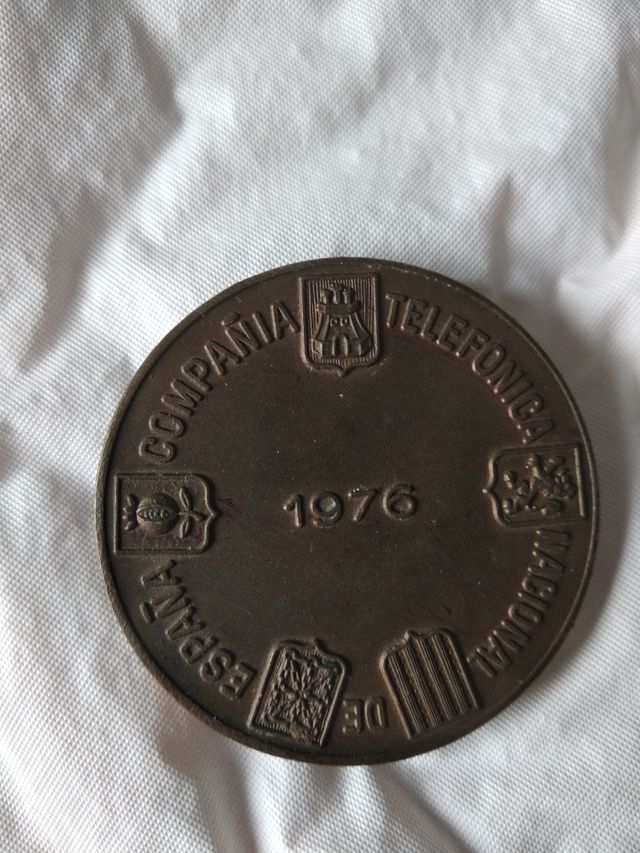 COMPAÑIA TELEFONICA NACIONAL DE ESPAÑA
1976